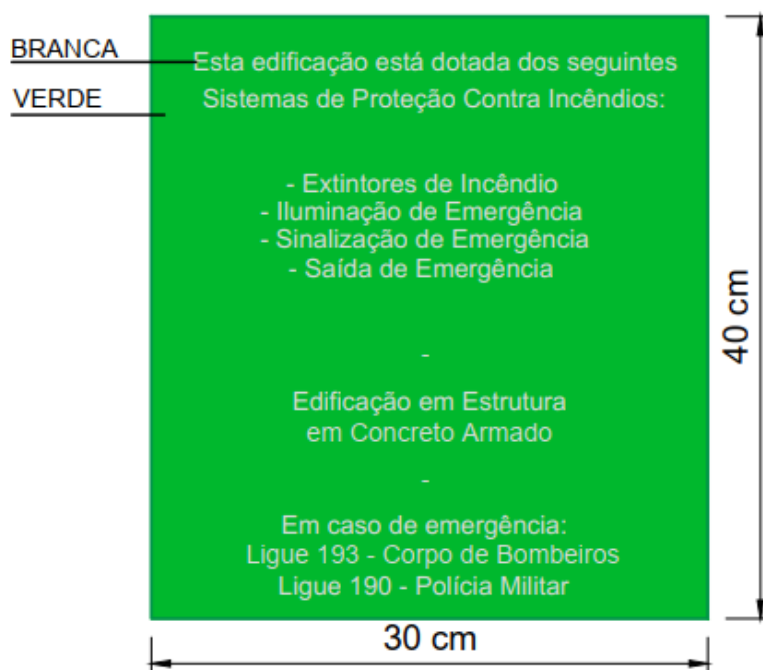 BRANCA
VERDE
Esta edificação está dotada dos seguintes
Sistemas de Proteção Contra Incêndios:
- Extintores de Incêndio
- Iluminação de Emergência
- Sinalização de Emergência
- Saída de Emergência
-
Edificação em Estrutura
em Concreto Armado
-
Em caso de emergência:
Ligue 193 - Corpo de Bombeiros
Ligue 190 - Polícia Militar
40 cm
30 cm